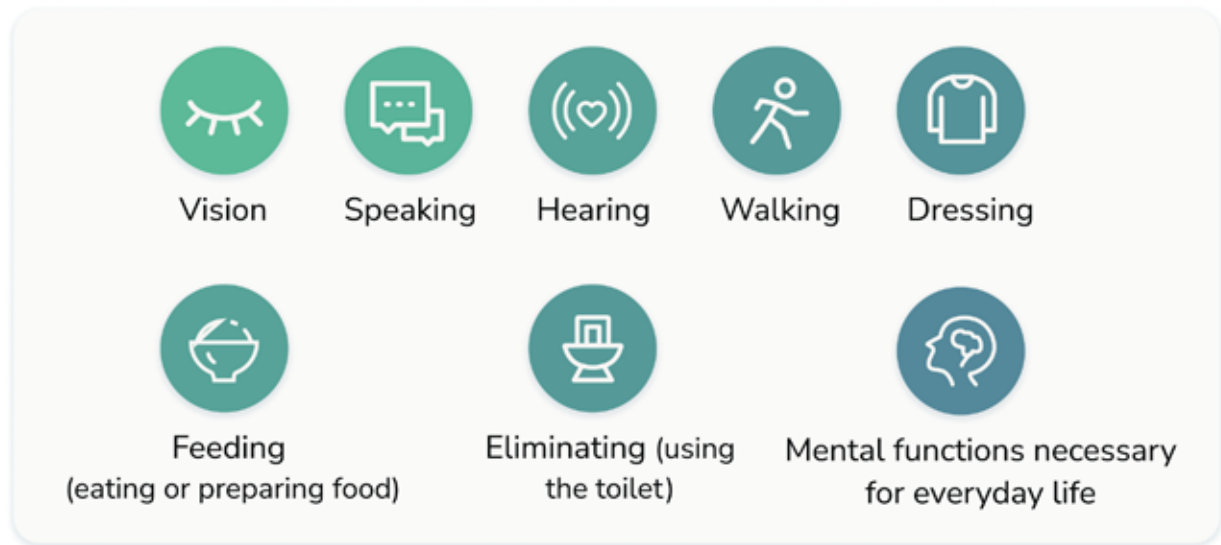 Vision
Speaking
Hearing
Walking
Dressing
Feeding
(eating or preparing food)
Eliminating (using
the toilet)
Mental functions necessary
for everyday life